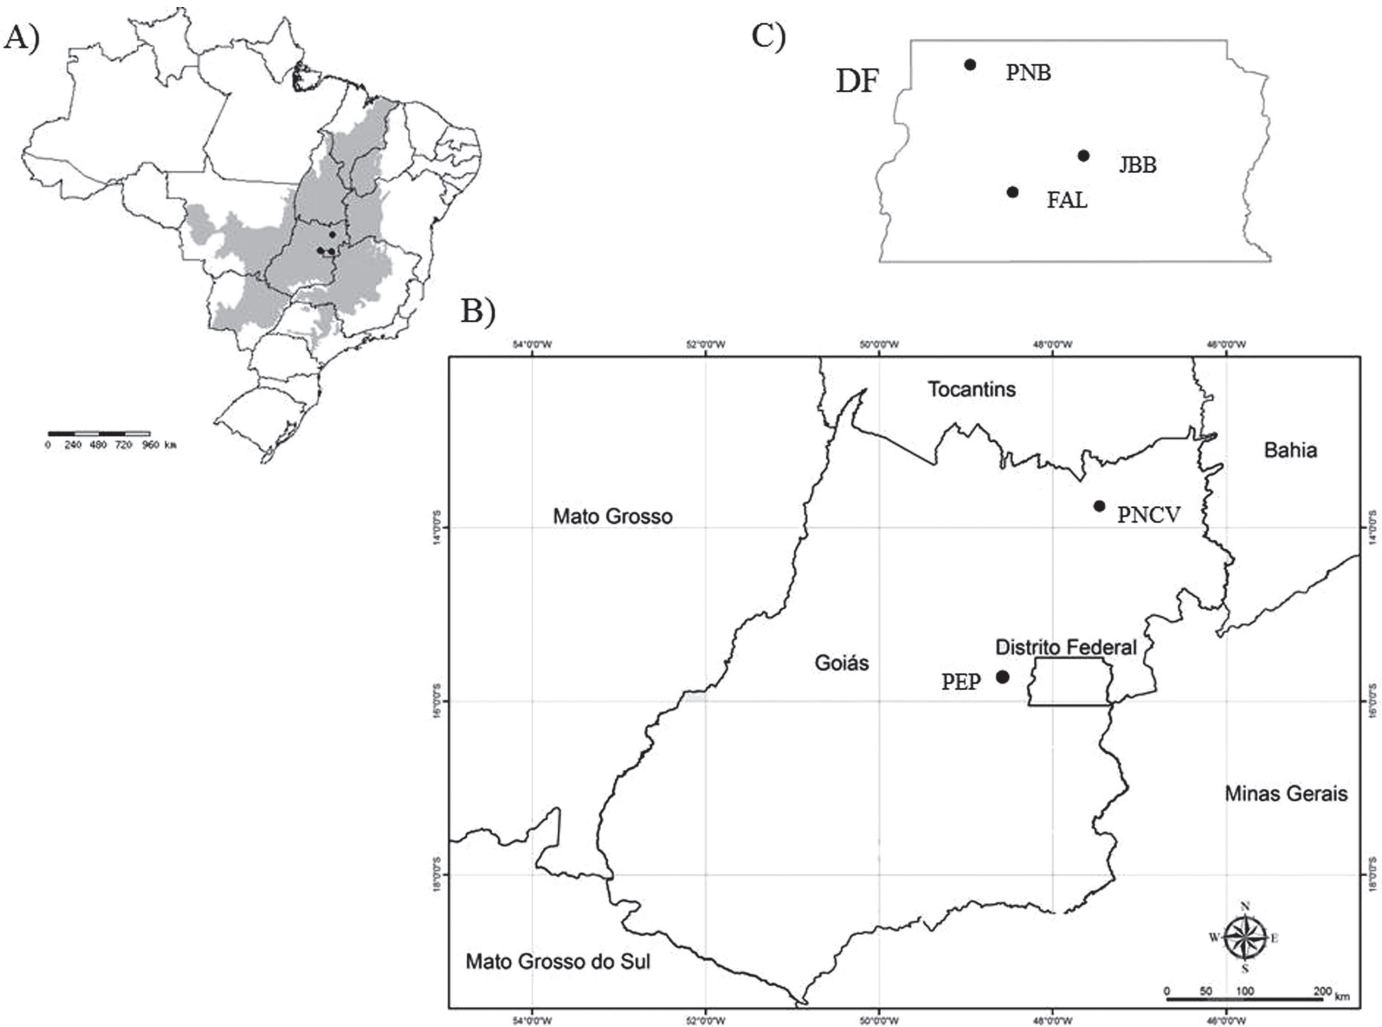 A)
0 240 480 720 960 km
C)
DF
PNB
JBB
FAL
B)
54°0'0"W 52°0'0"W 50°0'0"W 48°0'0"W 46°0'0"W
Tocantins
Bahia
Mato Grosso
PNCV
14°0'0"S
14°0'0"S
Distrito Federal
Goiás
PEP
16°0'0"S
16°0'0"S
Minas Gerais
18°0'0"S
18°0'0"S
Mato Grosso do Sul
N
W E
S
0 50 100 200 km
54°0'0"W 52°0'0"W 50°0'0"W 48°0'0"W 46°0'0"W